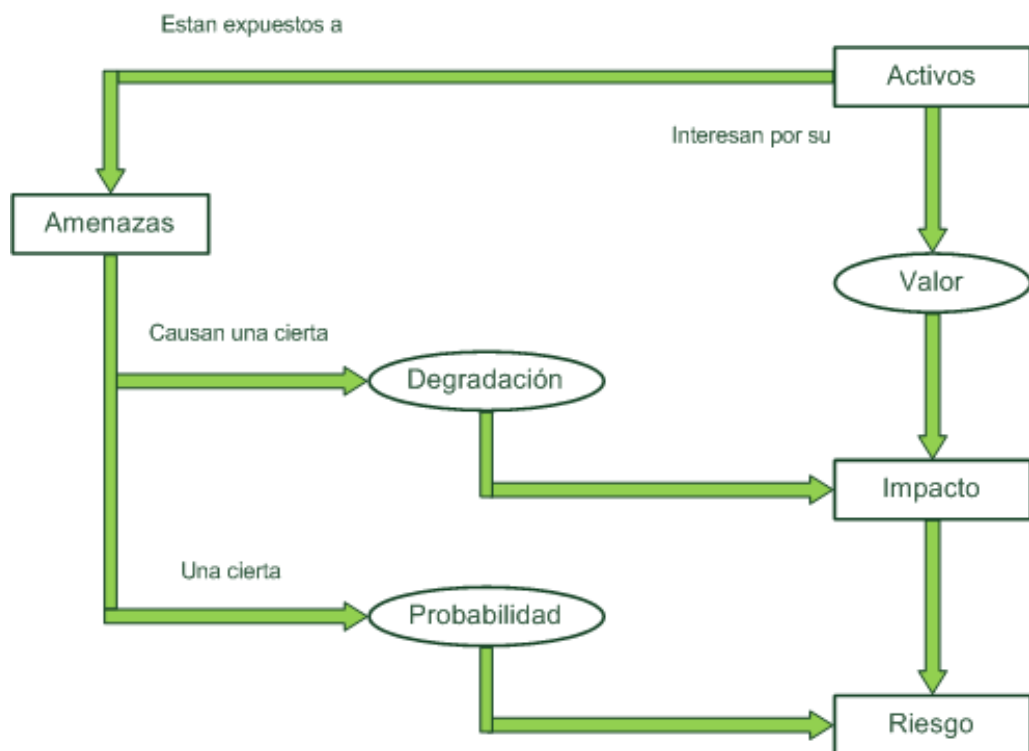 Estan expuestos a
Activos
Interesan por su
Amenazas
Valor
Causan una cierta
Degradación
Impacto
Una cierta
Probabilidad
Riesgo